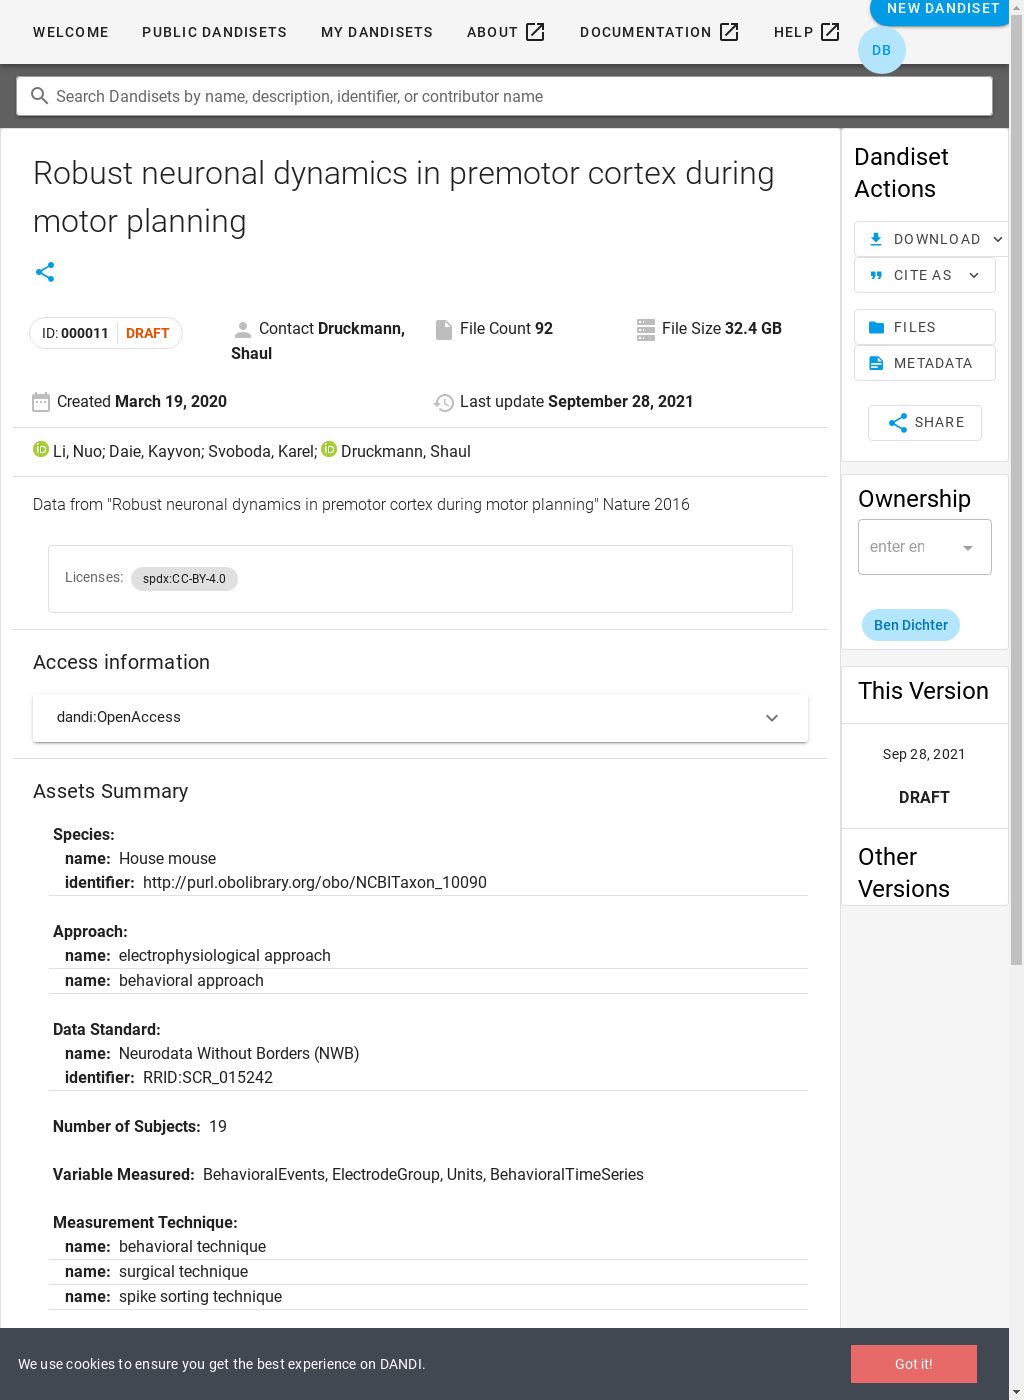 WELCOME PUBLIC DANDISETS MY DANDISETS ABOUT DOCUMENTATION HELP NEW DANDISET
DB
Search Dandisets by name, description, identifier, or contributor name
Robust neuronal dynamics in premotor cortex during
motor planning
ID: 000011 DRAFT
Contact Druckmann,
Shaul
File Count 92
File Size 32.4 GB
Created March 19, 2020
Last update September 28, 2021
Li, Nuo; Daie, Kayvon; Svoboda, Karel; Druckmann, Shaul
Data from "Robust neuronal dynamics in premotor cortex during motor planning" Nature 2016
Licenses: spdx:CC-BY-4.0
Access information
dandi:OpenAccess
Assets Summary
Species:
name: House mouse
identifier: http://purl.obolibrary.org/obo/NCBITaxon_10090
Approach:
name: electrophysiological approach
name: behavioral approach
Data Standard:
name: Neurodata Without Borders (NWB)
identifier: RRID:SCR_015242
Number of Subjects: 19
Variable Measured: BehavioralEvents, ElectrodeGroup, Units, BehavioralTimeSeries
Measurement Technique:
name: behavioral technique
name: surgical technique
name: spike sorting technique
Dandiset
Actions
DOWNLOAD
CITE AS
FILES
METADATA
SHARE
Ownership
enter en
Ben Dichter
This Version
Sep 28, 2021
DRAFT
Other
Versions
We use cookies to ensure you get the best experience on DANDI.
Got it!